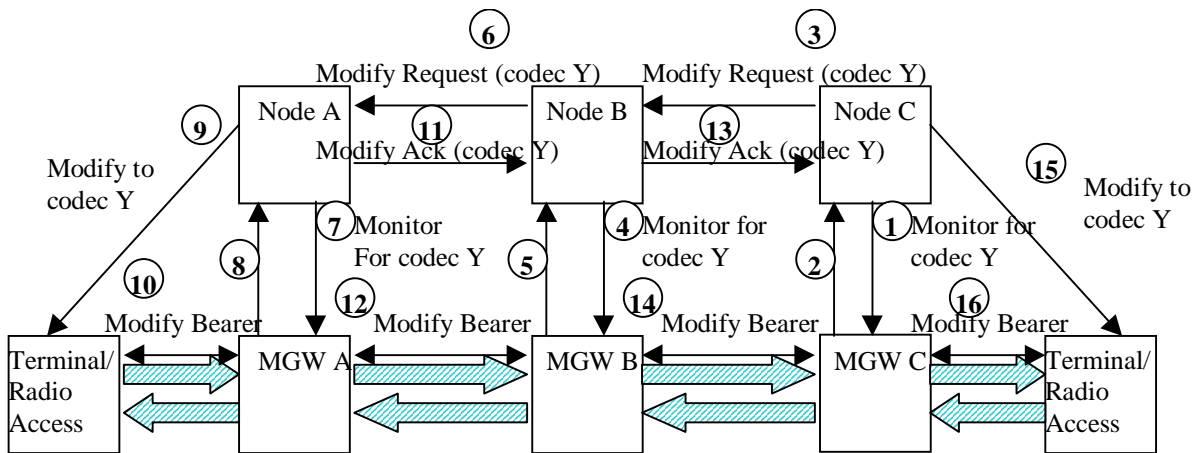 6
3
Modify Request (codec Y)
Modify Request (codec Y)
Node A
Node B
Node C
9
11
13
Modify Ack (codec Y)
Modify Ack (codec Y)
Modify to
codec Y
15
Modify to
codec Y
7
Monitor
For codec Y
4
Monitor for
codec Y
1
Monitor for
codec Y
8
5
2
10
12
14
16
Modify Bearer
Modify Bearer
Modify Bearer
Modify Bearer
Terminal/
Radio
Access
MGW A
MGW B
MGW C
Terminal/
Radio
Access